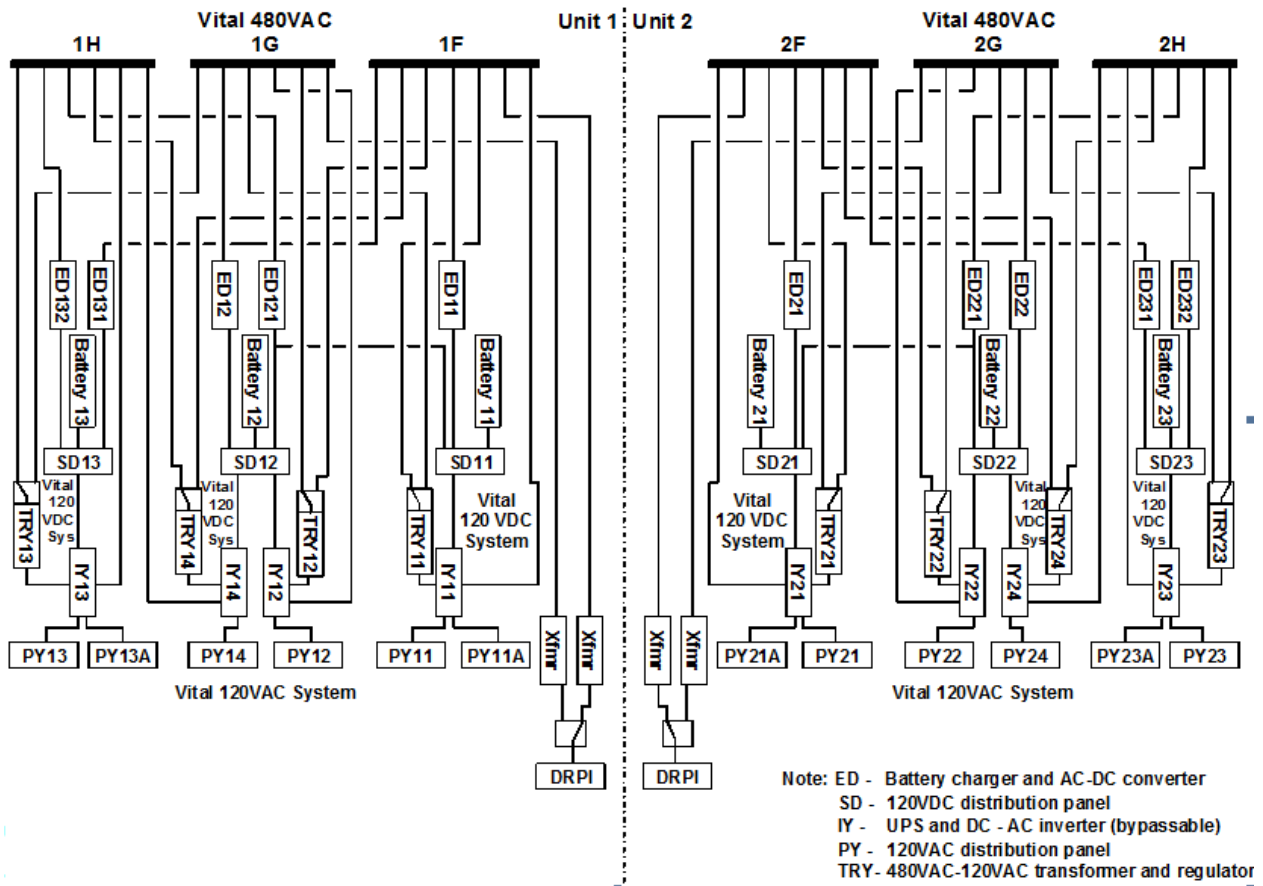 Vital 480VAC
Unit 1
Unit 2
Vital 480VAC
1H
1G
1F
2F
2G
2H
ED132
ED131
ED12
ED121
ED11
ED21
ED221
ED22
ED231
ED232
Battery 13
Battery 12
Battery 11
Battery 21
Battery 22
Battery 23
SD13
SD12
SD11
SD21
SD22
SD23
Vital
120
VDC
Sys
Vital
120
VDC
Sys
Vital
120 VDC
System
Vital
120 VDC
System
Vital
120
VDC
Sys
Vital
120
VDC
Sys
TRY13
TRY14
TRY12
TRY11
TRY21
TRY22
TRY24
TRY23
IY13
IY14
IY12
IY11
IY21
IY22
IY24
IY23
PY13
PY13A
PY14
PY12
PY11
PY11A
PY21A
PY21
PY22
PY24
PY23A
PY23
Xfmr
Xfmr
Xfmr
Xfmr
Vital 120VAC System
Vital 120VAC System
DRPI
DRPI
Note: ED - Battery charger and AC-DC converter
SD - 120VDC distribution panel
IY - UPS and DC - AC inverter (bypassable)
PY - 120VAC distribution panel
TRY- 480VAC-120VAC transformer and regulator